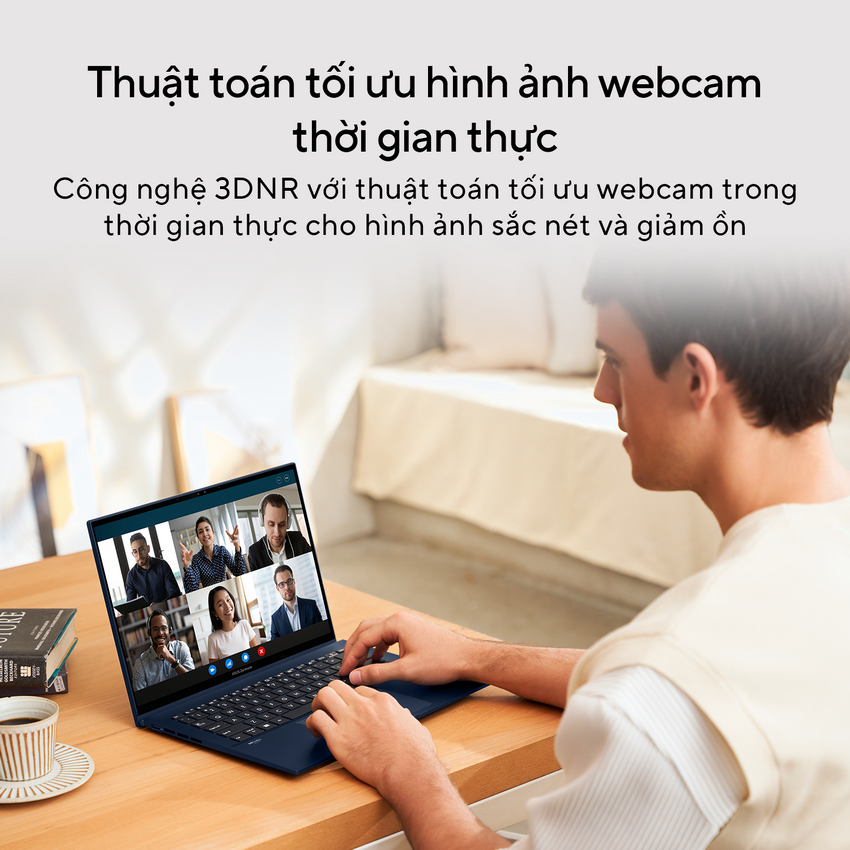 Thuật toán tối ưu hình ảnh webcam
thời gian thực
Công nghệ 3DNR với thuật toán tối ưu webcam trong
thời gian thực cho hình ảnh sắc nét và giảm ồn